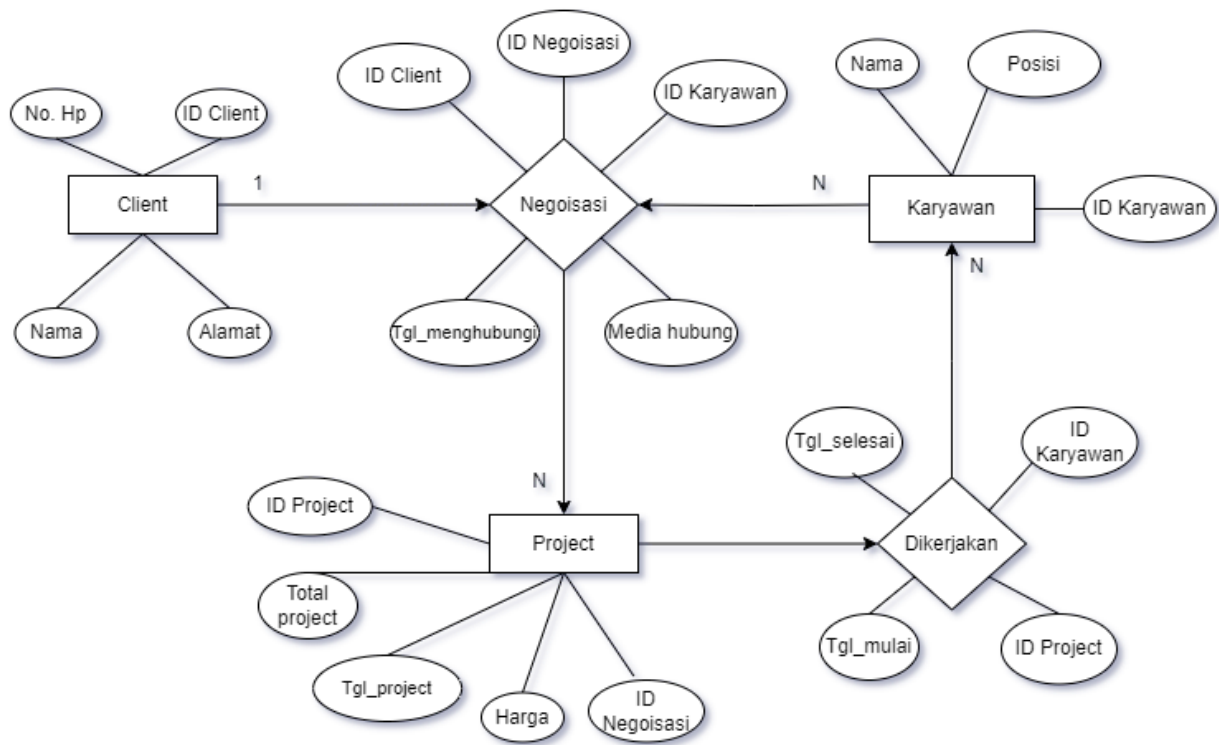 ID Negoisasi
ID Client
ID Karyawan
Nama
Posisi
No. Hp
ID Client
1
N
Client
Negoisasi
Karyawan
ID Karyawan
N
Nama
Alamat
Tgl_menghubungi
Media hubung
Tgl_selesai
ID
Karyawan
N
ID Project
Project
Dikerjakan
Total
project
Tgl_mulai
ID Project
Tgl_project
Harga
ID
Negoisasi